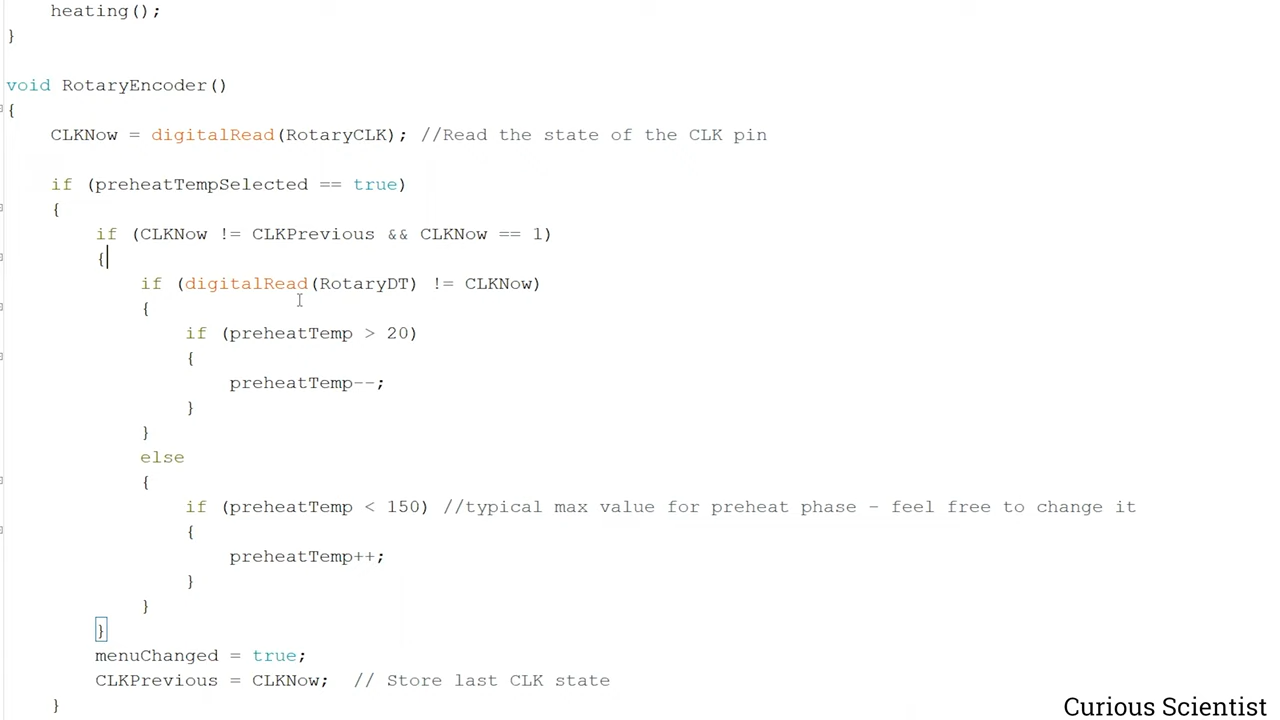 heating();
}
void RotaryEncoder()
{
CLKNow = digitalRead(RotaryCLK); //Read the state of the CLK pin
if (preheatTempSelected == true)
{
if (CLKNow != CLKPrevious && CLKNow == 1)
{
if (digitalRead(RotaryDT) != CLKNow)
{
if (preheatTemp > 20)
{
preheatTemp--;
}
}
else
{
if (preheatTemp < 150) //typical max value for preheat phase - feel free to change it
{
preheatTemp++;
}
}
}
menuChanged = true;
CLKPrevious = CLKNow;  // Store last CLK state
}
Curious Scientist